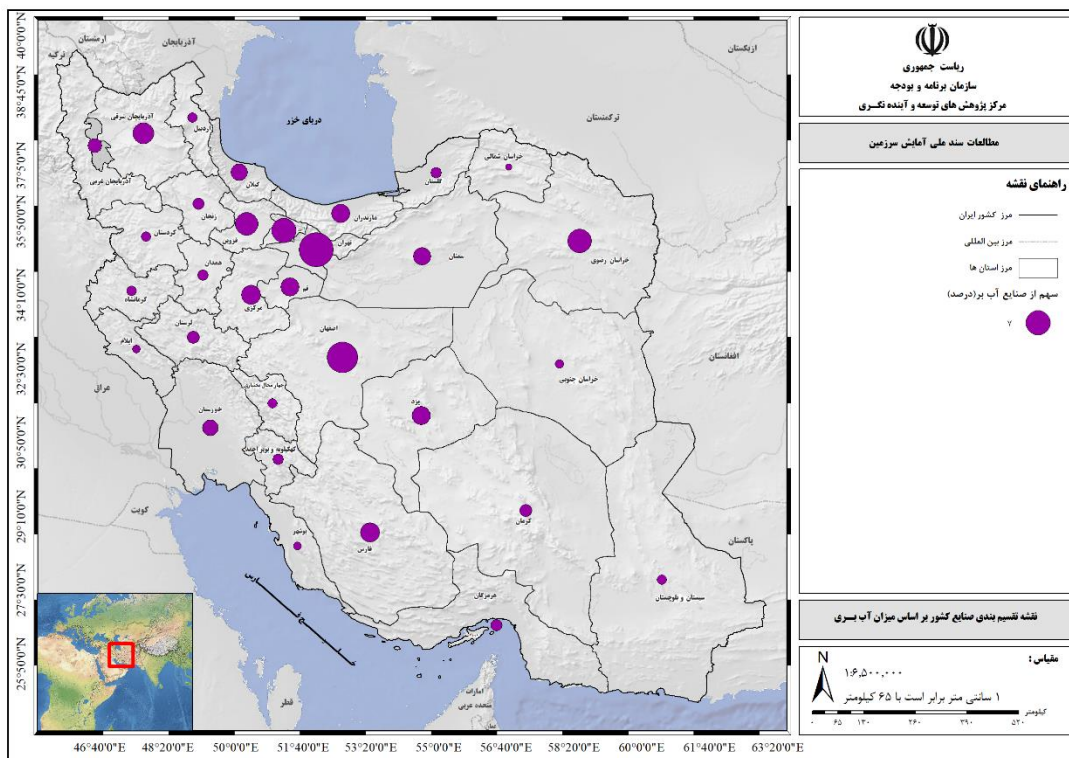 ریاست جمهوری
سازمان برنامه و بودجه
مرکز پژوهش های توسعه و آینده نگری
مطالعات سند ملی آمایش سرزمین
راهنمای نقشه
مرز کشور ایران
مرز بین المللی
مرز استان ها
سهم از صنایع آب بر(درصد)
۷
نقشه تقسیم بندی صنایع کشور بر اساس میزان آب بری
مقیاس :
N
۱:۶,۵۰۰,۰۰۰
۱ سانتی متر برابر است با ۶۵ کیلومتر
کیلومتر
۰ ۶۵ ۱۳۰ ۲۶۰ ۳۹۰ ۵۲۰
40°0'0"N
38°45'0"N
37°5'0"N
35°50'0"N
34°10'0"N
32°30'0"N
30°50'0"N
29°10'0"N
27°30'0"N
25°50'0"N
46°40'0"E
48°20'0"E
50°0'0"E
51°40'0"E
53°20'0"E
55°0'0"E
56°40'0"E
58°20'0"E
60°0'0"E
61°40'0"E
63°20'0"E
ارمنستان
آذربایجان
ترکیه
ازبکستان
ترکمنستان
دریای خزر
آذربایجان شرقی
اردبیل
آذربایجان غربی
گیلان
گلستان
خراسان شمالی
زنجان
مازندران
کردستان
قزوین
تهران
سمنان
خراسان رضوی
همدان
قم
کرمانشاه
مرکزی
لرستان
اصفهان
ایلام
خراسان جنوبی
افغانستان
عراق
چهار محال بختیاری
یزد
خوزستان
کهگیلویه و بویر احمد
کویت
کرمان
بوشهر
فارس
پاکستان
سیستان و بلوچستان
هرمزگان
قطر
امارات
متحده عربی